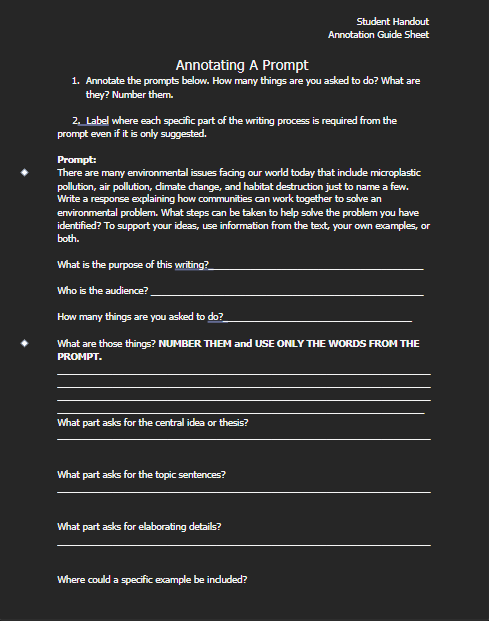 Student Handout
Annotation Guide Sheet
Annotating A Prompt
1. Annotate the prompts below. How many things are you asked to do? What are
they? Number them.
2. Label where each specific part of the writing process is required from the
prompt even if it is only suggested.
Prompt:
There are many environmental issues facing our world today that include microplastic
pollution, air pollution, climate change, and habitat destruction just to name a few.
Write a response explaining how communities can work together to solve an
environmental problem. What steps can be taken to help solve the problem you have
identified? To support your ideas, use information from the text, your own examples, or
both.
What is the purpose of this writing?
Who is the audience?
How many things are you asked to do?
What are those things? NUMBER THEM and USE ONLY THE WORDS FROM THE
PROMPT.
What part asks for the central idea or thesis?
What part asks for the topic sentences?
What part asks for elaborating details?
Where could a specific example be included?